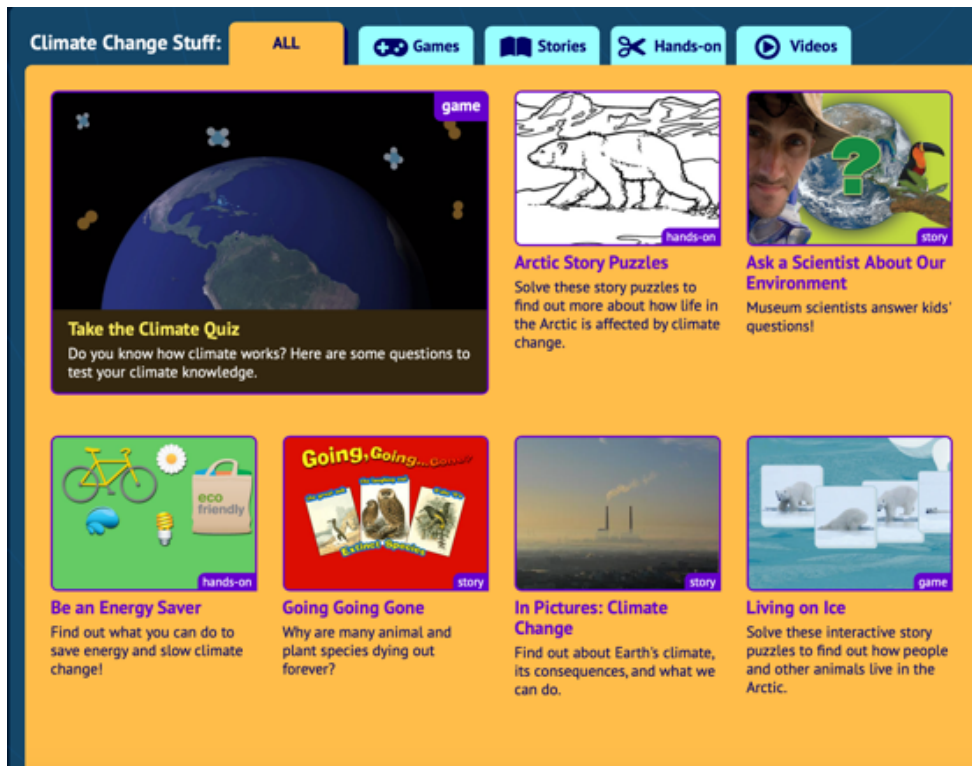 Climate Change Stuff:
ALL
Games
Stories
Hands-on
Videos
game
Take the Climate Quiz
Do you know how climate works? Here are some questions to
test your climate knowledge.
hands-on
Arctic Story Puzzles
Solve these story puzzles to
find out more about how life in
the Arctic is affected by climate
change.
?
story
Ask a Scientist About Our
Environment
Museum scientists answer kids'
questions!
eco
friendly
hands-on
Be an Energy Saver
Find out what you can do to
save energy and slow climate
change!
Going, Going...Gone?
Extinct Species
story
Going Going Gone
Why are many animal and
plant species dying out
forever?
story
In Pictures: Climate
Change
Find out about Earth's climate,
its consequences, and what we
can do.
game
Living on Ice
Solve these interactive story
puzzles to find out how people
and other animals live in the
Arctic.